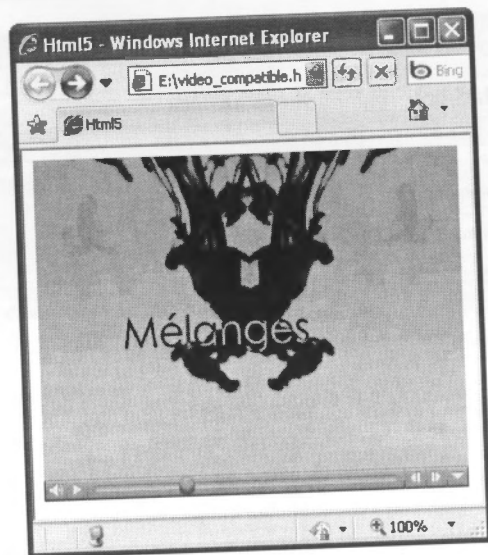 Html5 - Windows Internet Explorer
E:\video_compatible.h
Bing
Html5
Mélanges
100%